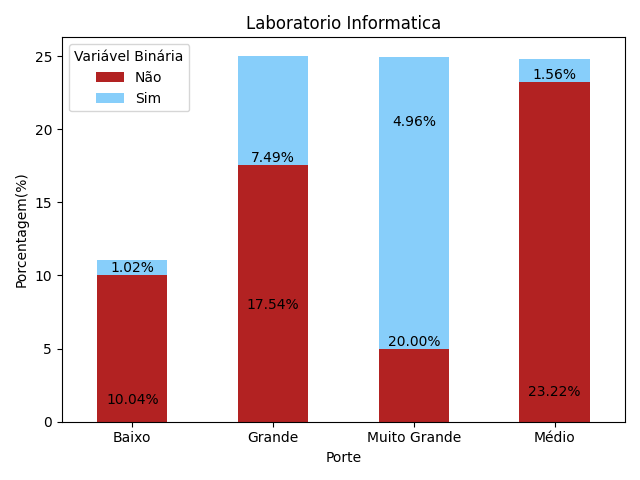 Laboratorio Informatica
Variável Binária
Não
Sim
Porcentagem(%)
25
20
15
10
5
0
1.02%
10.04%
7.49%
17.54%
4.96%
20.00%
1.56%
23.22%
Baixo
Grande
Muito Grande
Médio
Porte